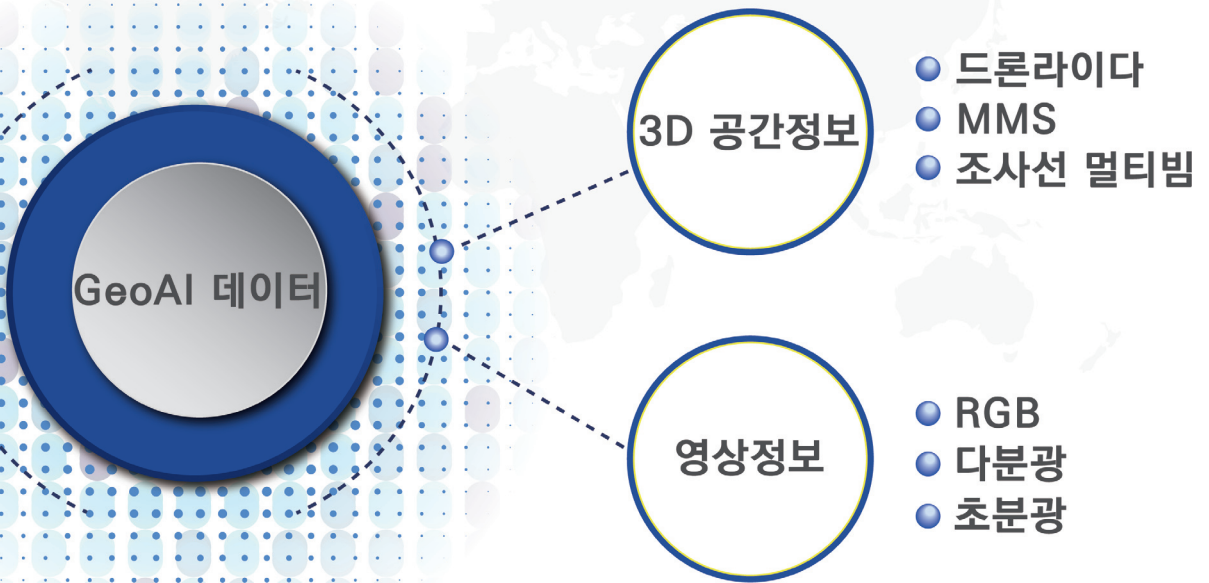 GeoAI 데이터
3D 공간정보
드론라이다
MMS
조사선 멀티빔
영상정보
RGB
다분광
초분광